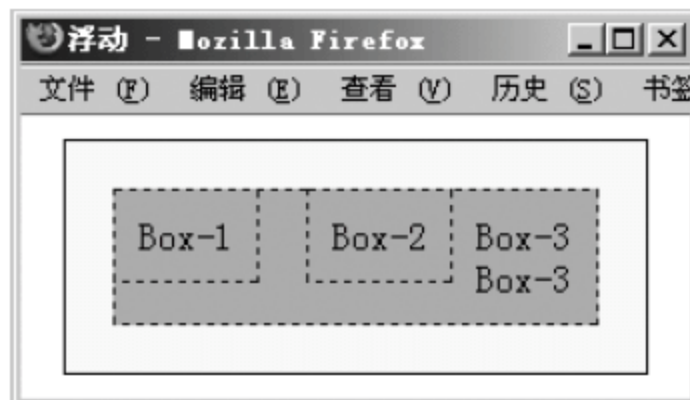 浮动 - Mozilla Firefox
文件 (F) 编辑 (E) 查看 (V) 历史 (S) 书签
Box-1 Box-2 Box-3
Box-3